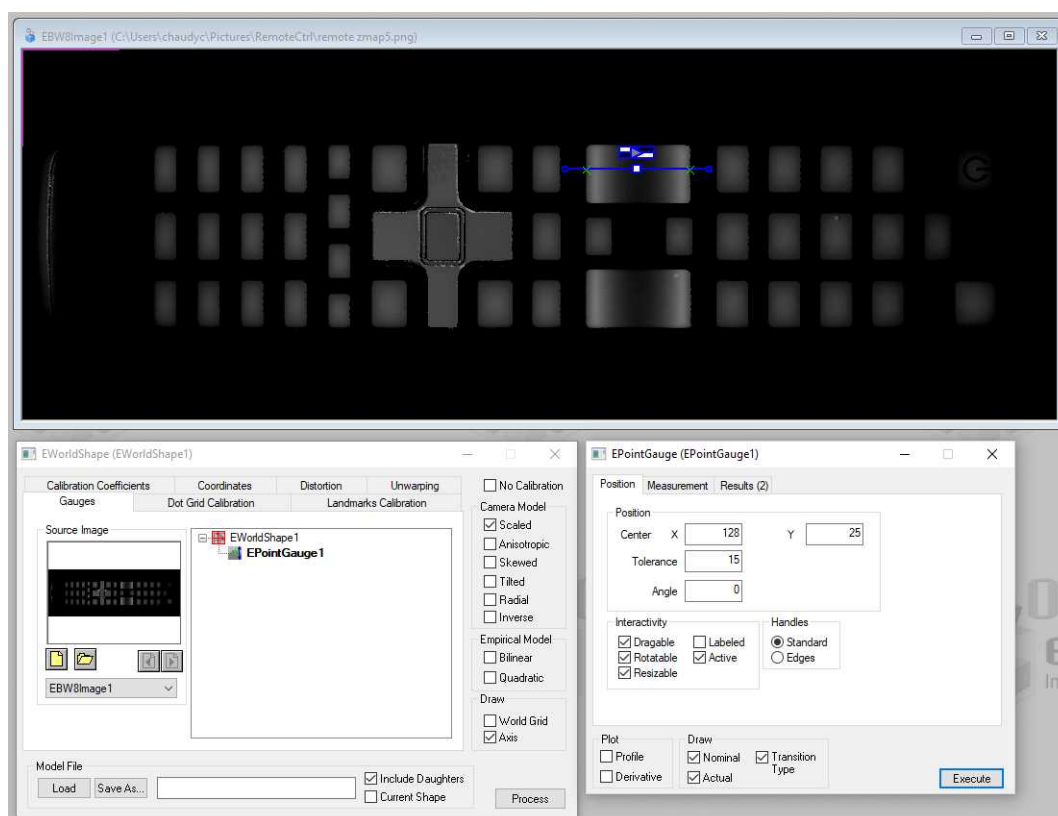 EBW8Image1 (C:\Users\chaudyc\Pictures\RemoteCtrl\remote zmap5.png)
EWorldShape (EWorldShape1)
Calibration Coefficients Coordinates Distortion Unwarping
Gauges Dot Grid Calibration Landmarks Calibration
Source Image
EBW8Image1
EWorldShape1
EPointGauge1
No Calibration
Camera Model
Scaled
Anisotropic
Skewed
Tilted
Radial
Inverse
Empirical Model
Bilinear
Quadratic
Draw
World Grid
Axis
Model File
Load Save As...
Include Daughters
Current Shape
Process
EPointGauge (EPointGauge1)
Position Measurement Results (2)
Position
Center X 128 Y 25
Tolerance 15
Angle 0
Interactivity
Dragable Labeled
Rotatable Active
Resizable
Handles
Standard
Edges
Plot
Profile
Derivative
Draw
Nominal Transition Type
Actual
Execute